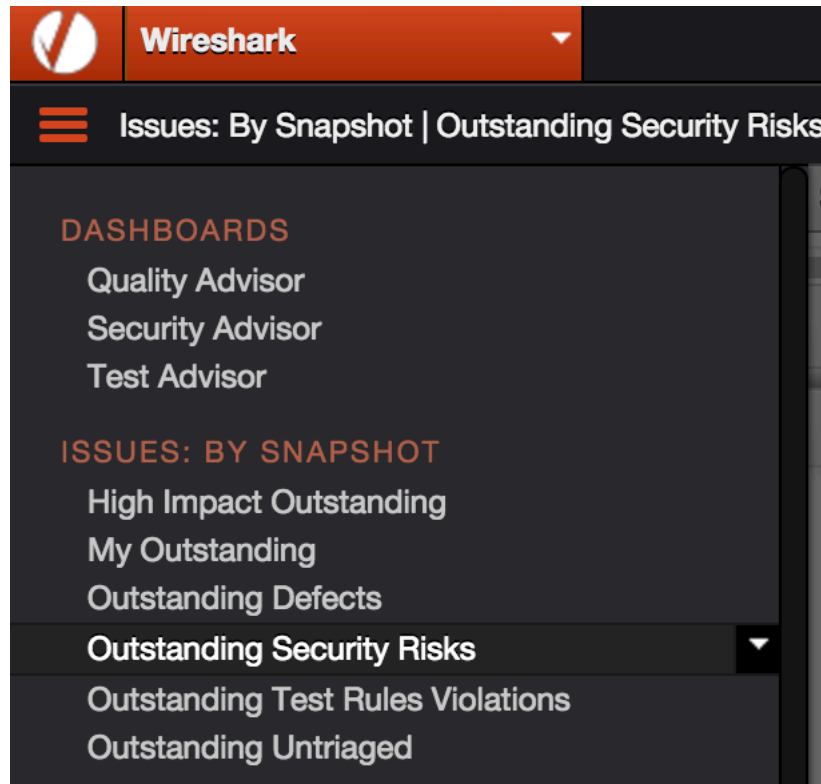 Wireshark
Issues: By Snapshot | Outstanding Security Risks
DASHBOARDS
Quality Advisor
Security Advisor
Test Advisor
ISSUES: BY SNAPSHOT
High Impact Outstanding
My Outstanding
Outstanding Defects
Outstanding Security Risks
Outstanding Test Rules Violations
Outstanding Untriaged